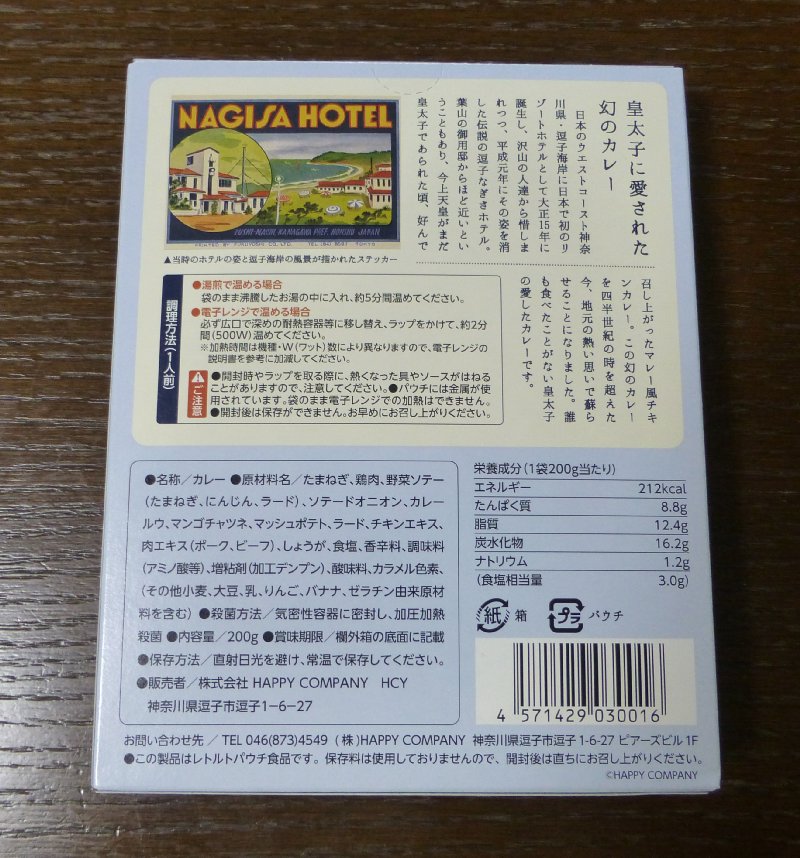 皇太子に愛された
幻のカレー
日本のウエストコースト神奈
川県・逗子海岸に日本で初のリ
ゾートホテルとして大正15年に
誕生し、沢山の人達から惜しま
れつつ、平成元年にその姿を消
した伝説の逗子なぎさホテル。
葉山の御用邸からほど近いとい
うこともあり、今上天皇がまだ
皇太子であられた頃、好んで
召し上がったマレー風チキ
ンカレー。この幻のカレー
を四半世紀の時を超えた
今、地元の熱い思いで蘇ら
せることになりました。誰
も食べたことがない皇太子
の愛したカレーです。
NAGISA HOTEL
ZUSHI-MACHI, KANAGAWA PREF. HONSHU JAPAN
PRINTED BY FUKUYOSHI CO., LTD.
▲当時のホテルの姿と逗子海岸の風景が描かれたステッカー
調理方法(1人前)
●湯煎で温める場合
袋のまま沸騰したお湯の中に入れ、約5分間温めてください。
●電子レンジで温める場合
必ず広口で深めの耐熱容器等に移し替え、ラップをかけて、約2分
間(500W)温めてください。
※加熱時間は機種・W(ワット)数により異なりますので、電子レンジの
説明書を参考に加減してください。
ご注意
●開封時やラップを取る際に、熱くなった具やソースがはねる
ことがありますので、注意してください。●パウチには金属が使
用されています。袋のまま電子レンジでの加熱はできません。
●開封後は保存ができません。お早めにお召し上がりください。
●名称/カレー ●原材料名/たまねぎ、鶏肉、野菜ソテー
(たまねぎ、にんじん、ラード)、ソテードオニオン、カレー
ルウ、マンゴチャツネ、マッシュポテト、ラード、チキンエキス、
肉エキス(ポーク、ビーフ)、しょうが、食塩、香辛料、調味料
(アミノ酸等)、増粘剤(加工デンプン)、酸味料、カラメル色素、
(その他小麦、大豆、乳、りんご、バナナ、ゼラチン由来原材
料を含む) ●殺菌方法/気密性容器に密封し、加圧加熱
殺菌 ●内容量/200g ●賞味期限/欄外箱の底面に記載
●保存方法/直射日光を避け、常温で保存してください。
●販売者/株式会社 HAPPY COMPANY HCY
神奈川県逗子市逗子1-6-27
栄養成分(1袋200g当たり)
エネルギー 212kcal
たんぱく質 8.8g
脂質 12.4g
炭水化物 16.2g
ナトリウム 1.2g
(食塩相当量 3.0g)
紙 箱 プラ パウチ
4 571429 030016
お問い合わせ先 / TEL 046(873)4549 (株)HAPPY COMPANY 神奈川県逗子市逗子 1-6-27 ピアーズビル 1F
●この製品はレトルトパウチ食品です。保存料は使用しておりませんので、開封後は直ちにお召し上がりください。
©HAPPY COMPANY